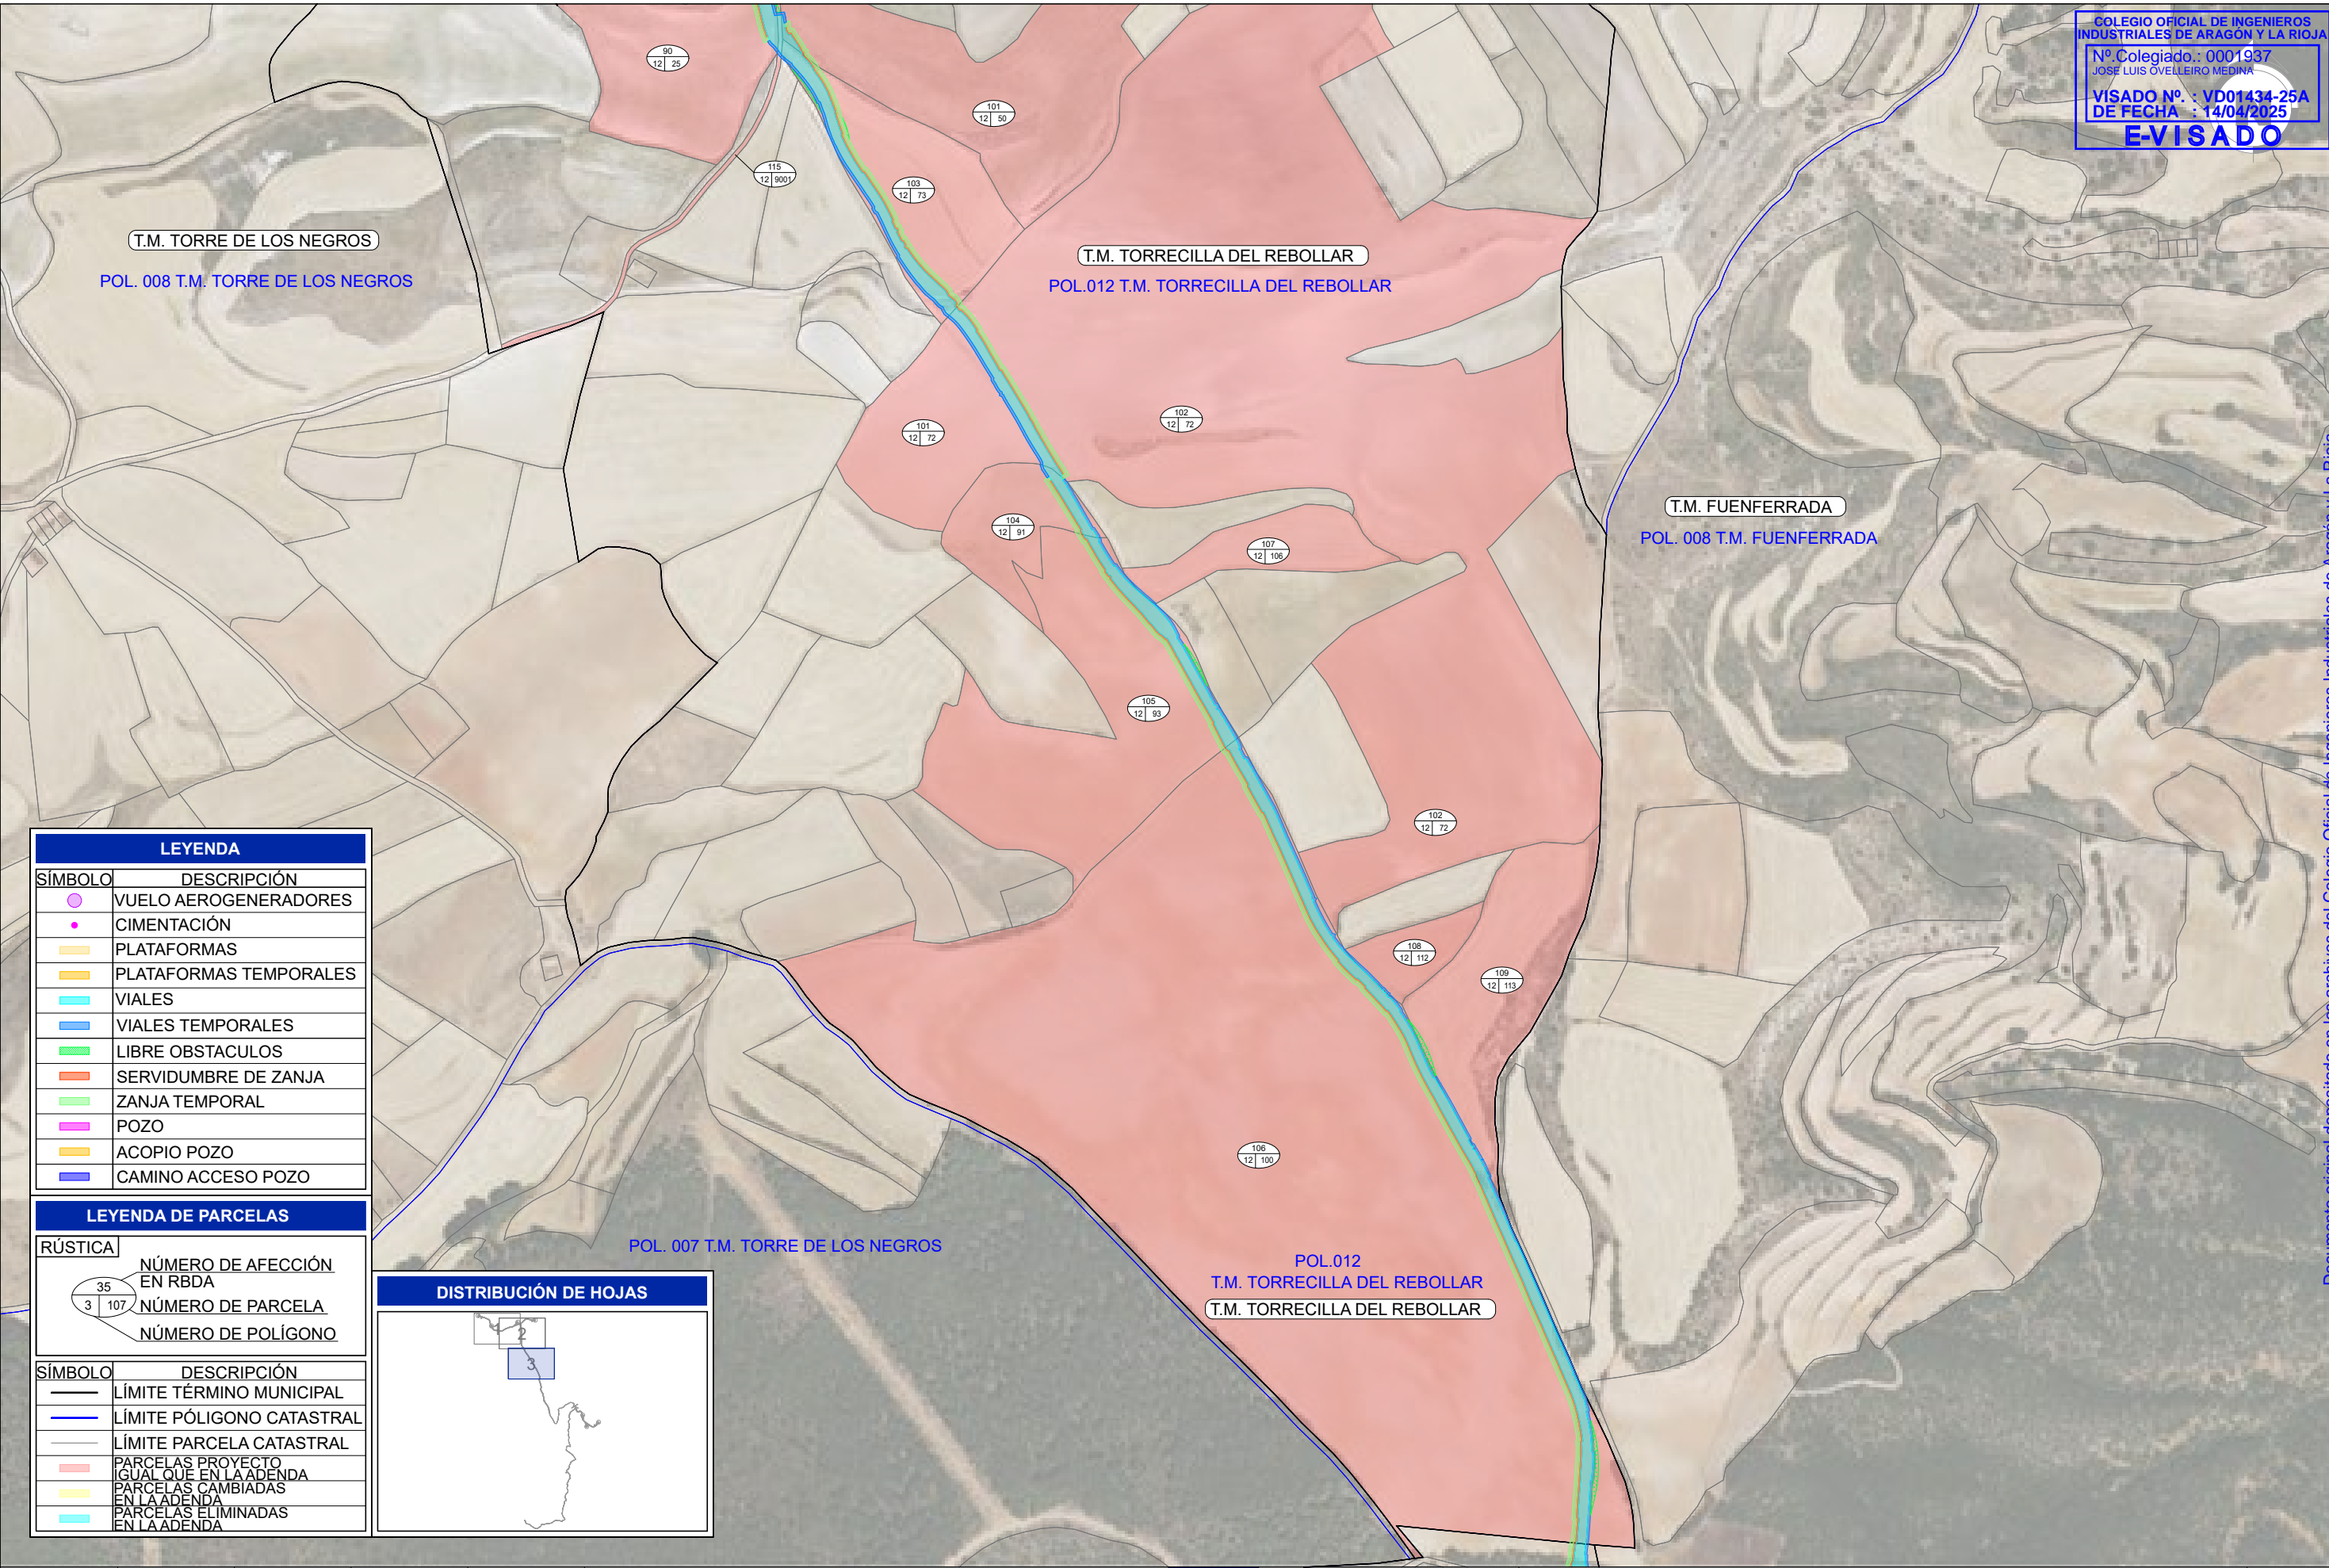 COLEGIO OFICIAL DE INGENIEROS
INDUSTRIALES DE ARAGÓN Y LA RIOJA
Nº.Colegiado.: 0001937
JOSE LUIS OVELLEIRO MEDINA
VISADO Nº. : VD01434-25A
DE FECHA : 14/04/2025
E-VISADO
90
12 25
101
12 50
115
12 9001
103
12 73
T.M. TORRE DE LOS NEGROS
POL. 008 T.M. TORRE DE LOS NEGROS
T.M. TORRECILLA DEL REBOLLAR
POL.012 T.M. TORRECILLA DEL REBOLLAR
101
12 72
102
12 72
104
12 91
107
12 106
T.M. FUENFERRADA
POL. 008 T.M. FUENFERRADA
105
12 93
102
12 72
108
12 112
109
12 113
106
12 100
POL. 007 T.M. TORRE DE LOS NEGROS
POL.012
T.M. TORRECILLA DEL REBOLLAR
T.M. TORRECILLA DEL REBOLLAR
LEYENDA
SÍMBOLO DESCRIPCIÓN
VUELO AEROGENERADORES
CIMENTACIÓN
PLATAFORMAS
PLATAFORMAS TEMPORALES
VIALES
VIALES TEMPORALES
LIBRE OBSTACULOS
SERVIDUMBRE DE ZANJA
ZANJA TEMPORAL
POZO
ACOPIO POZO
CAMINO ACCESO POZO
LEYENDA DE PARCELAS
RÚSTICA
NÚMERO DE AFECCIÓN
EN RBDA
35
3 107
NÚMERO DE PARCELA
NÚMERO DE POLÍGONO
SÍMBOLO DESCRIPCIÓN
LÍMITE TÉRMINO MUNICIPAL
LÍMITE PÓLIGONO CATASTRAL
LÍMITE PARCELA CATASTRAL
PARCELAS PROYECTO
IGUAL QUE EN LA ADENDA
PARCELAS CAMBIADAS
EN LA ADENDA
PARCELAS ELIMINADAS
EN LA ADENDA
DISTRIBUCIÓN DE HOJAS
1
2
3